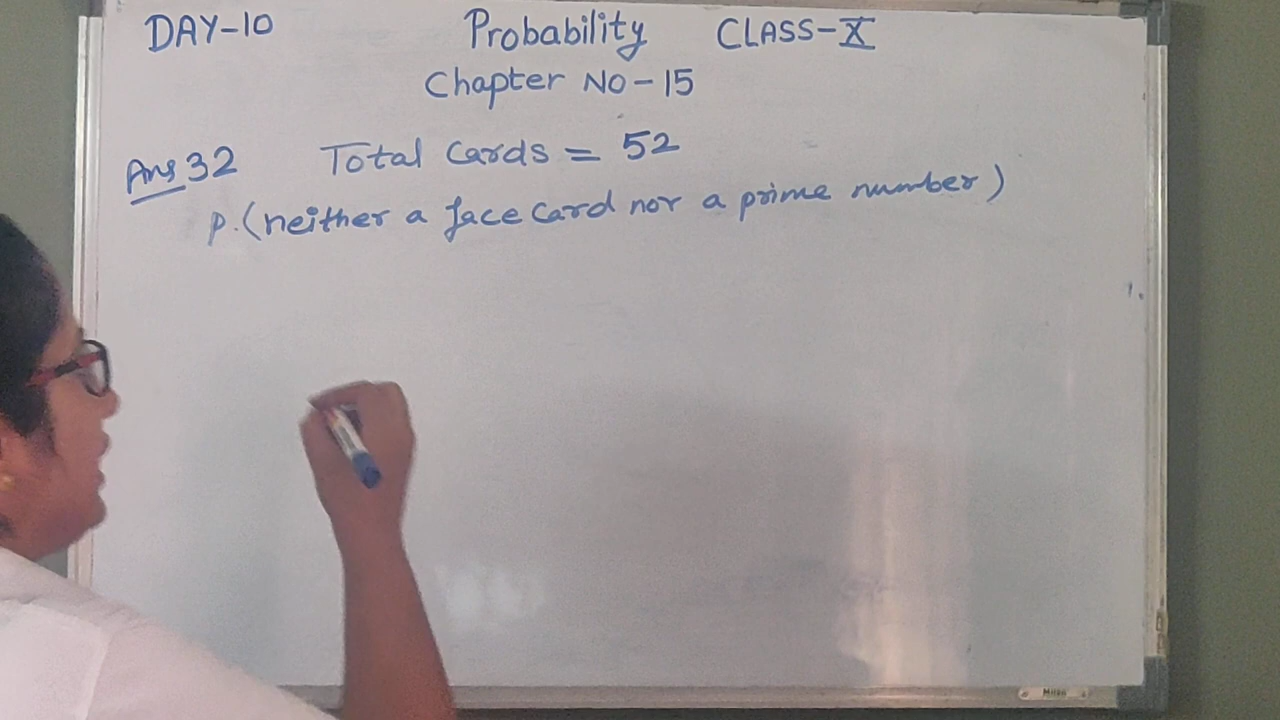 DAY-10 Probability CLASS-X
Chapter No-15
Ans 32 Total Cards = 52
P.(neither a face card nor a prime number)